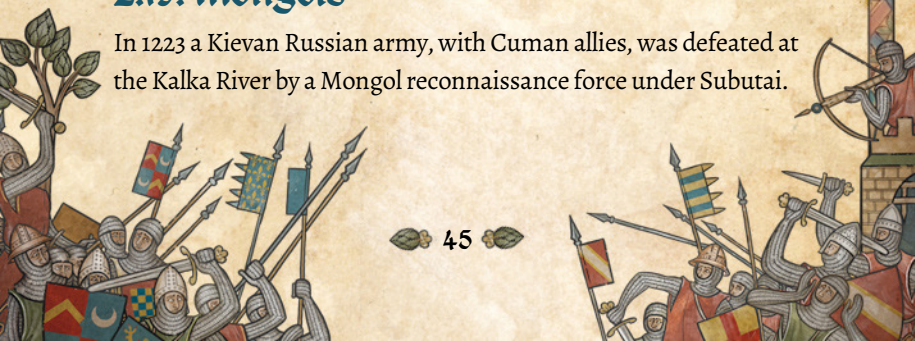 Mongols
In 1223 a Kievan Russian army, with Cuman allies, was defeated at
the Kalka River by a Mongol reconnaissance force under Subutai.
45